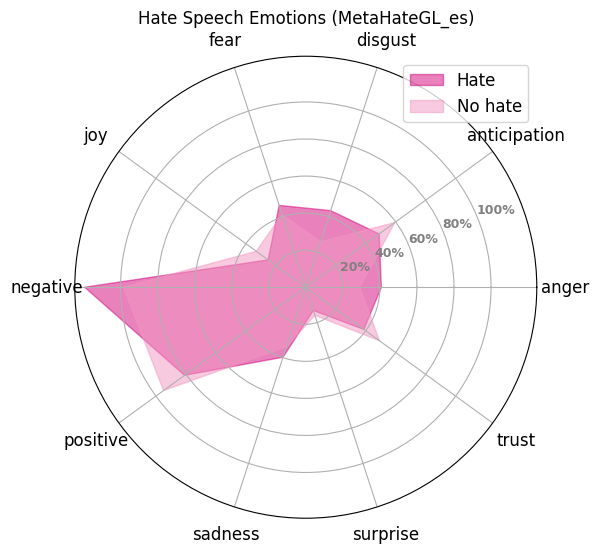 Hate Speech Emotions (MetaHateGL_es)
fear
disgust
Hate
No hate
joy
anticipation
100%
80%
60%
40%
20%
negative
anger
positive
trust
sadness
surprise